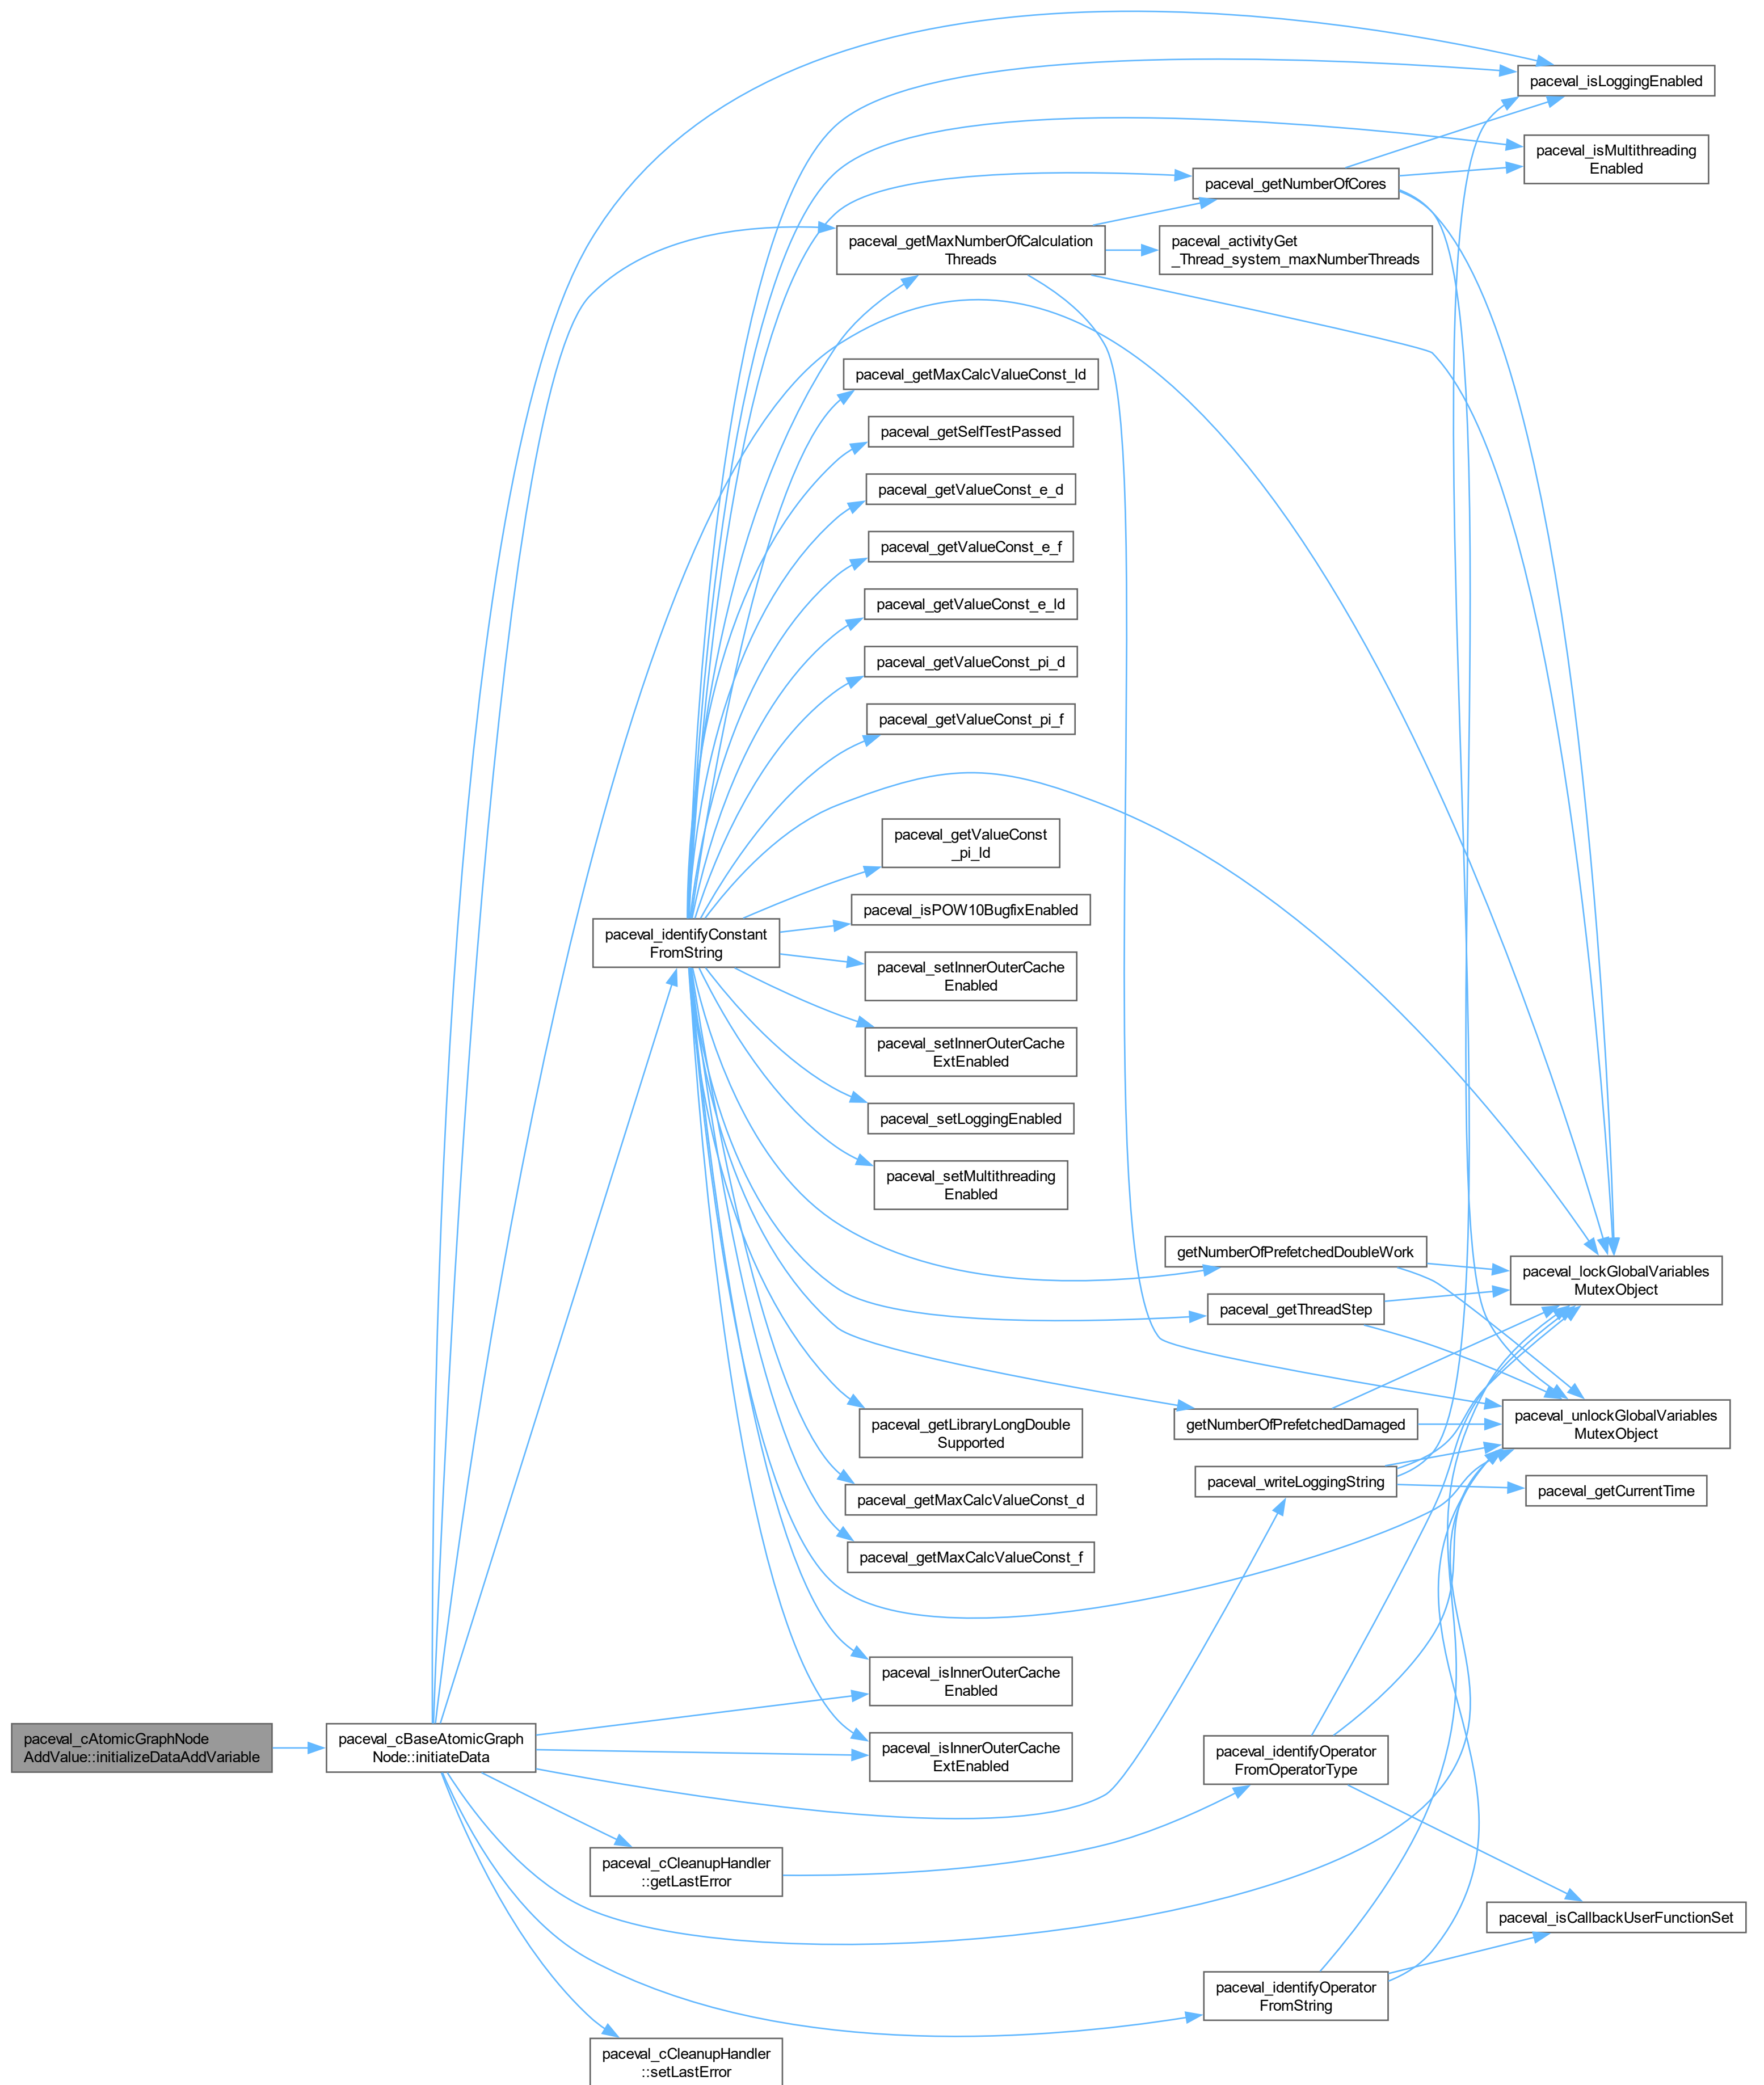 paceval_isLoggingEnabled
paceval_isMultithreading
Enabled
paceval_getNumberOfCores
paceval_getMaxNumberOfCalculation
Threads
paceval_activityGet
_Thread_system_maxNumberThreads
paceval_getMaxCalcValueConst_ld
paceval_getSelfTestPassed
paceval_getValueConst_e_d
paceval_getValueConst_e_f
paceval_getValueConst_e_ld
paceval_getValueConst_pi_d
paceval_getValueConst_pi_f
paceval_getValueConst
_pi_ld
paceval_isPOW10BugfixEnabled
paceval_identifyConstant
FromString
paceval_setInnerOuterCache
Enabled
paceval_setInnerOuterCache
ExtEnabled
paceval_setLoggingEnabled
paceval_setMultithreading
Enabled
getNumberOfPrefetchedDoubleWork
paceval_lockGlobalVariables
MutexObject
paceval_getThreadStep
paceval_getLibraryLongDouble
Supported
getNumberOfPrefetchedDamaged
paceval_unlockGlobalVariables
MutexObject
paceval_writeLoggingString
paceval_getCurrentTime
paceval_getMaxCalcValueConst_d
paceval_getMaxCalcValueConst_f
paceval_isInnerOuterCache
Enabled
paceval_cAtomicGraphNode
AddValue::initializeDataAddVariable
paceval_cBaseAtomicGraph
Node::initiateData
paceval_isInnerOuterCache
ExtEnabled
paceval_identifyOperator
FromOperatorType
paceval_cCleanupHandler
::getLastError
paceval_isCallbackUserFunctionSet
paceval_identifyOperator
FromString
paceval_cCleanupHandler
::setLastError